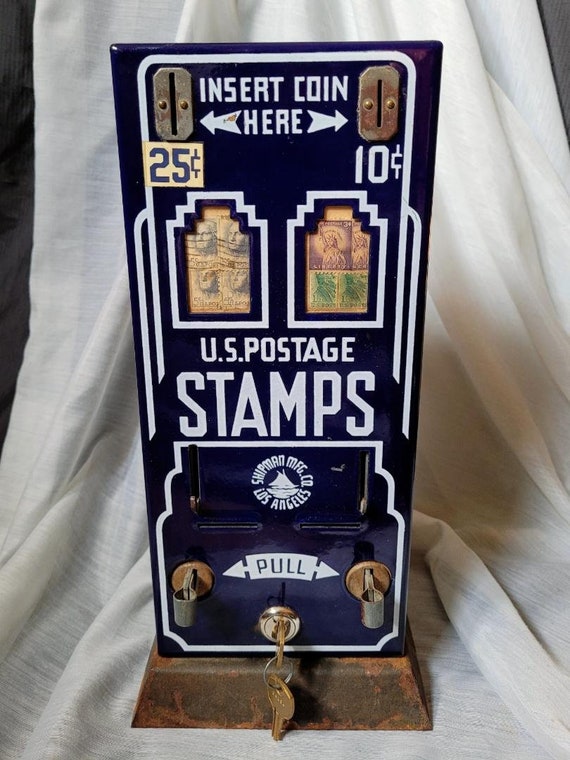 INSERT COIN
HERE
25¢
10¢
U.S. POSTAGE
STAMPS
SHIPMAN MFG. CO.
LOS ANGELES
PULL